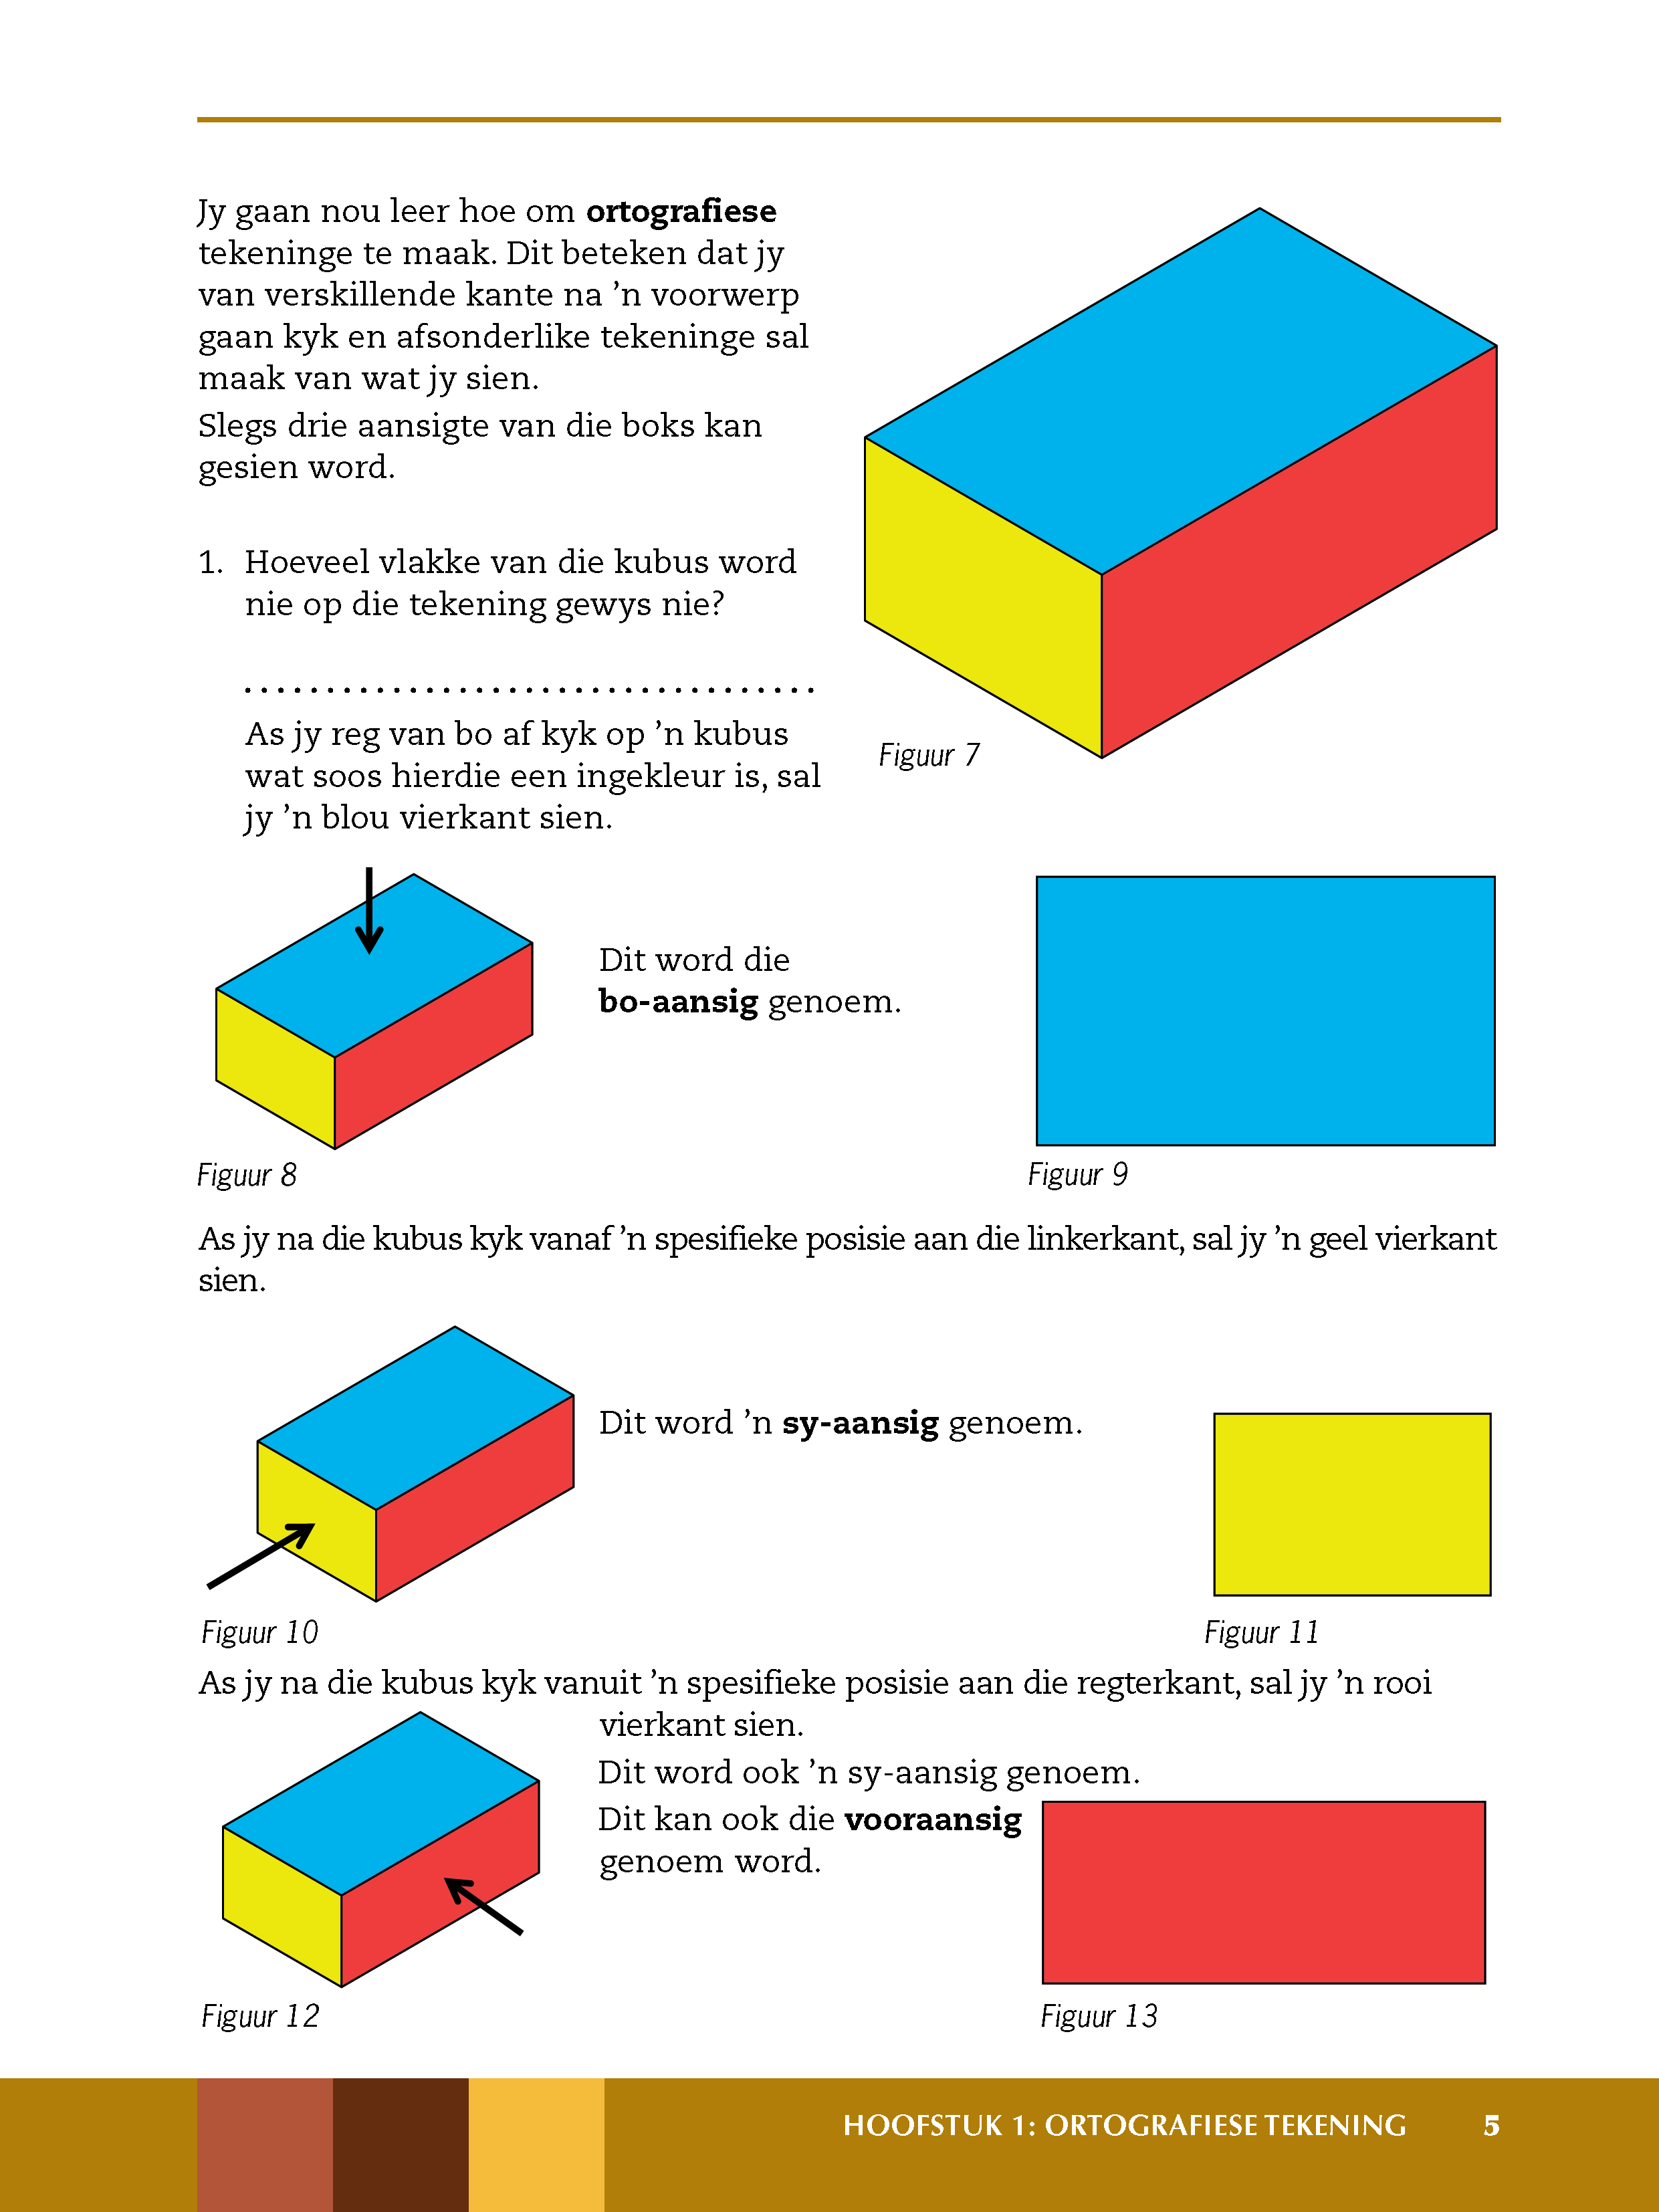 Jy gaan nou leer hoe om ortografiese
tekeninge te maak. Dit beteken dat jy
van verskillende kante na ’n voorwerp
gaan kyk en afsonderlike tekeninge sal
maak van wat jy sien.
Slegs drie aansigte van die boks kan
gesien word.
1. Hoeveel vlakke van die kubus word
nie op die tekening gewys nie?
. . . . . . . . . . . . . . . . . . . . . . . . . . . . . . . . . . .
As jy reg van bo af kyk op ’n kubus
wat soos hierdie een ingekleur is, sal
jy ’n blou vierkant sien.
Figuur 7
Dit word die
bo-aansig genoem.
Figuur 8
Figuur 9
As jy na die kubus kyk vanaf ’n spesifieke posisie aan die linkerkant, sal jy ’n geel vierkant
sien.
Dit word ’n sy-aansig genoem.
Figuur 10
Figuur 11
As jy na die kubus kyk vanuit ’n spesifieke posisie aan die regterkant, sal jy ’n rooi
vierkant sien.
Dit word ook ’n sy-aansig genoem.
Dit kan ook die vooraansig
genoem word.
Figuur 12
Figuur 13
HOOFSTUK 1: ORTOGRAFIESE TEKENING 5